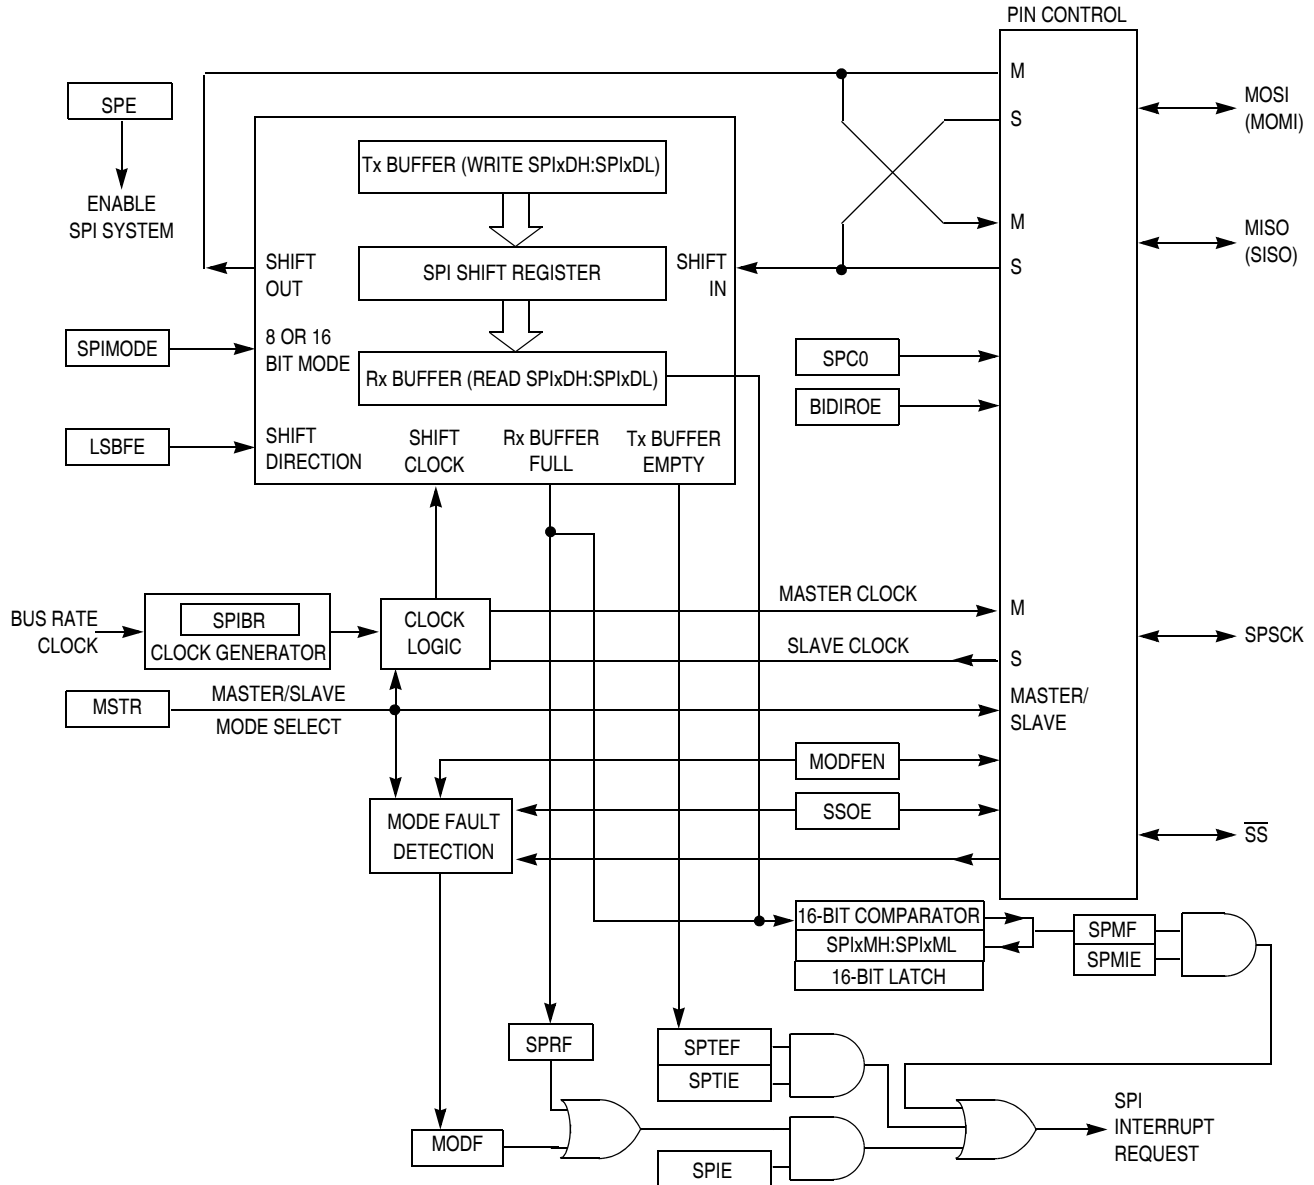 PIN CONTROL
SPE
ENABLE
SPI SYSTEM
Tx BUFFER (WRITE SPIxDH:SPIxDL)
SPI SHIFT REGISTER
Rx BUFFER (READ SPIxDH:SPIxDL)
SHIFT
OUT
SHIFT
IN
8 OR 16
BIT MODE
SPIMODE
LSBFE
SHIFT
DIRECTION
SHIFT
CLOCK
Rx BUFFER
FULL
Tx BUFFER
EMPTY
M
S
M
S
MOSI
(MOMI)
MISO
(SISO)
SPC0
BIDIROE
BUS RATE
CLOCK
SPIBR
CLOCK GENERATOR
CLOCK
LOGIC
MASTER CLOCK
M
SLAVE CLOCK
S
SPSCK
MSTR
MASTER/SLAVE
MODE SELECT
MASTER/
SLAVE
MODFEN
SSOE
MODE FAULT
DETECTION
SS
16-BIT COMPARATOR
SPIxMH:SPIxML
16-BIT LATCH
SPMF
SPMIE
SPRF
SPTEF
SPTIE
MODF
SPIE
SPI
INTERRUPT
REQUEST